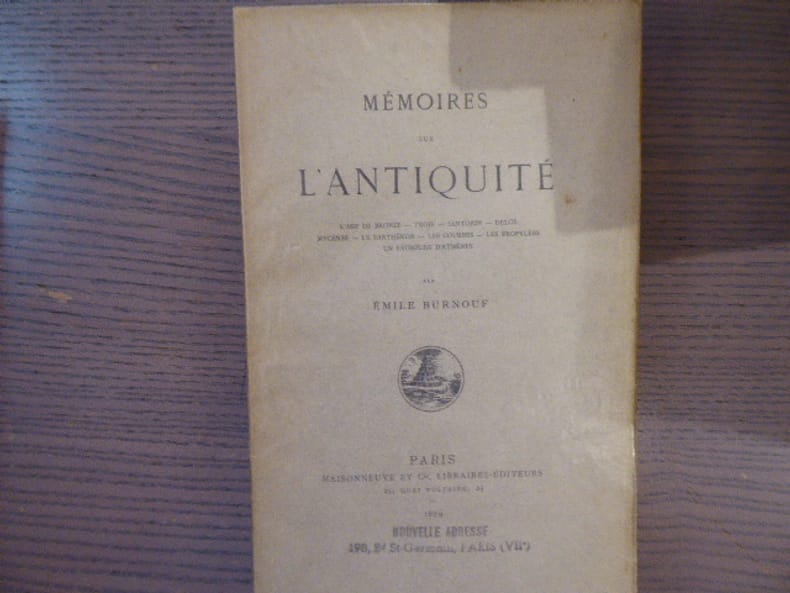 MÉMOIRES
SUR
L'ANTIQUITÉ
L'AGE DE BRONZE — TROIE — SANTORIN — DÉLOS
MYCÈNES — LE PARTHÉNON — LES COURBES — LES PROPYLÉES
UN FAUBOURG D'ATHÈNES
PAR
ÉMILE BURNOUF
PARIS
MAISONNEUVE ET Cie, LIBRAIRES-ÉDITEURS
25, QUAI VOLTAIRE, 25
1879
NOUVELLE ADRESSE
198, Bd St-Germain, PARIS (VIIe)